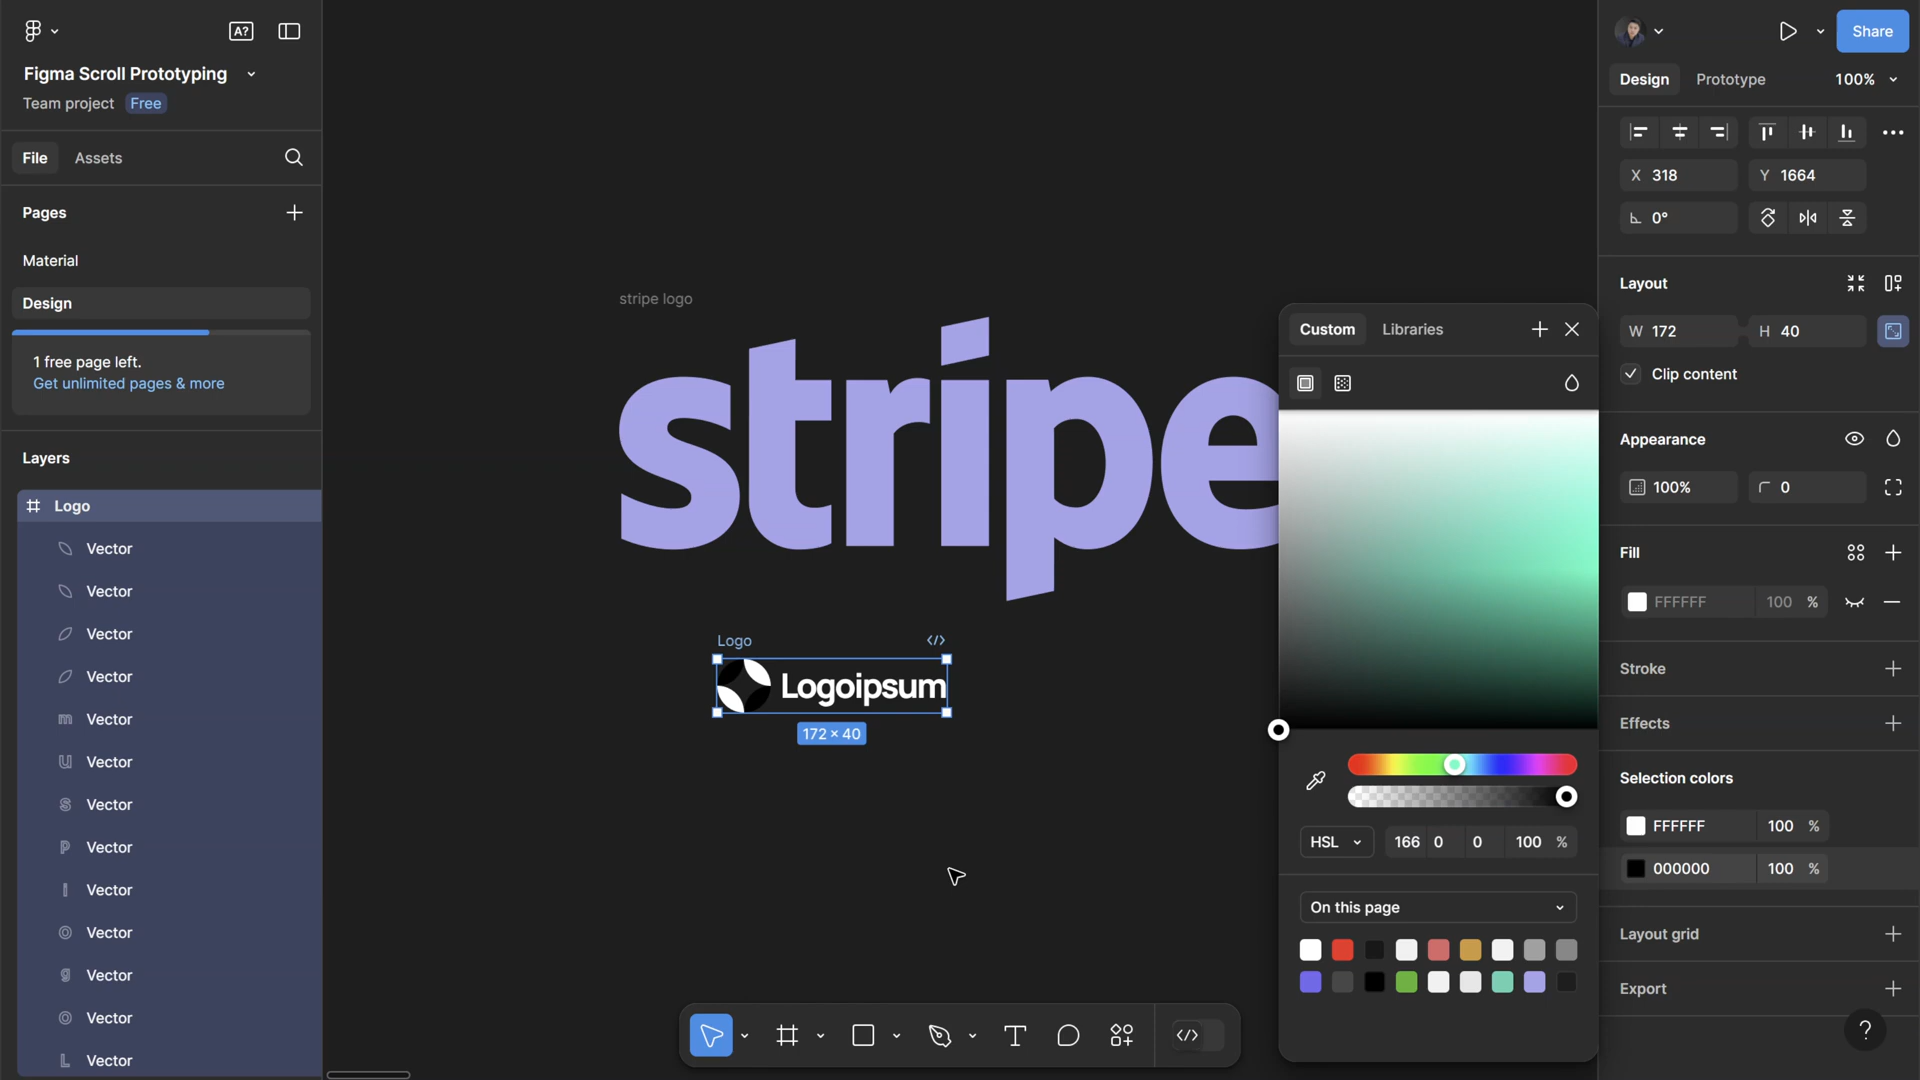 A?
Figma Scroll Prototyping
Team project Free
File Assets
Pages
Material
Design
1 free page left.
Get unlimited pages & more
Layers
Logo
Vector
Vector
Vector
Vector
Vector
Vector
Vector
Vector
Vector
Vector
Vector
Vector
Vector
stripe logo
stripe
Logo
Logoipsum
172 × 40
Custom Libraries
HSL 166 0 0 100 %
On this page
Share
Design Prototype 100%
X 318 Y 1664
0°
Layout
W 172 H 40
Clip content
Appearance
100% 0
Fill
FFFFFF 100 %
Stroke
Effects
Selection colors
FFFFFF 100 %
000000 100 %
Layout grid
Export
?